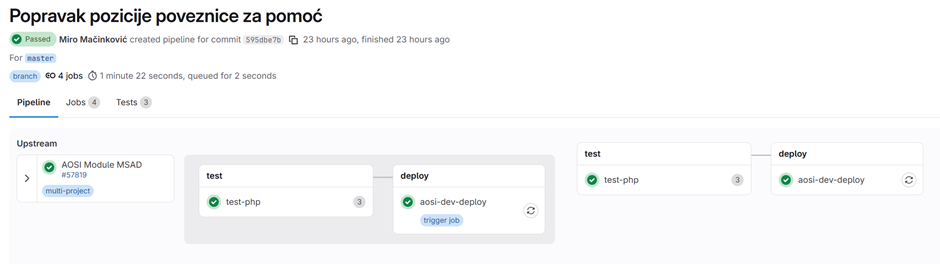 Popravak pozicije poveznice za pomoć
Passed Miro Mačinković created pipeline for commit 595dbe7b 23 hours ago, finished 23 hours ago
For master
branch 4 jobs 1 minute 22 seconds, queued for 2 seconds
Pipeline Jobs 4 Tests 3
Upstream
AOSI Module MSAD
#57819
multi-project
test
test-php 3
deploy
aosi-dev-deploy
trigger job
test
test-php 3
deploy
aosi-dev-deploy